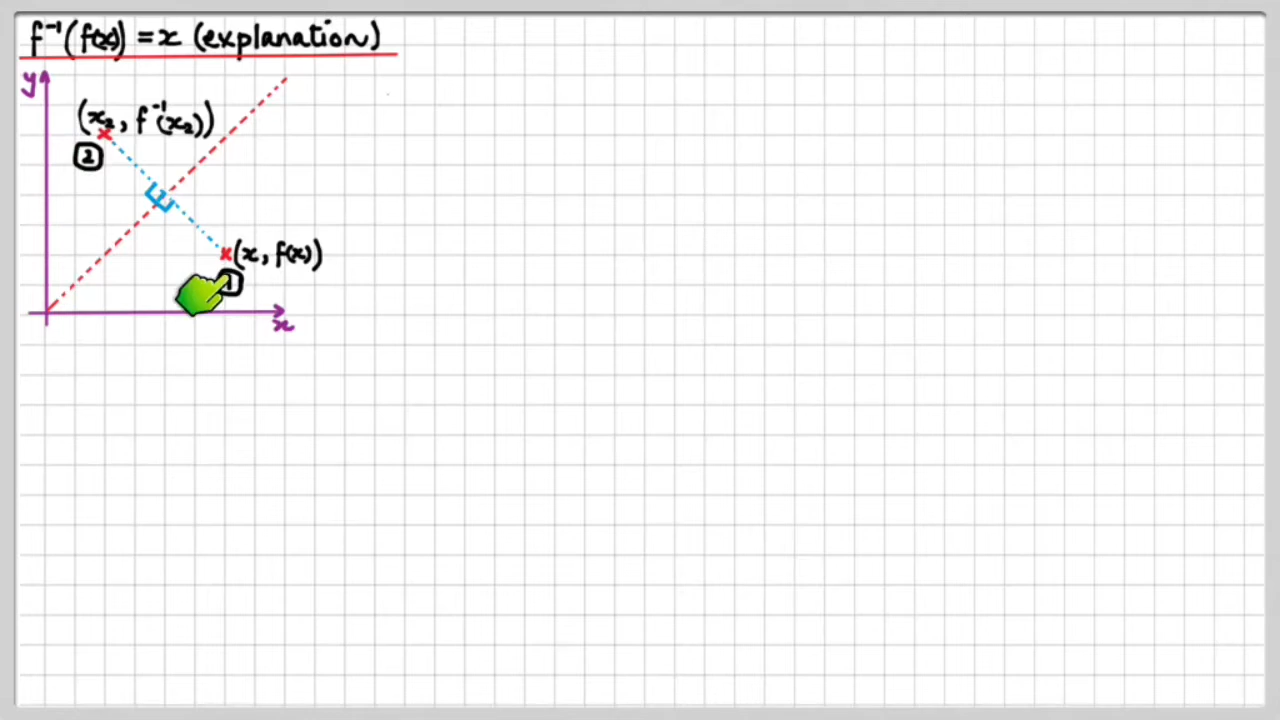 f⁻¹(f(x)) = x (explanation)
y
(x₂, f⁻¹(x₂))
2
(x, f(x))
1
x